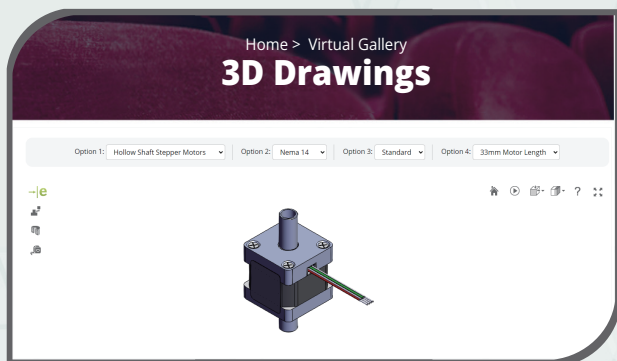 Home > Virtual Gallery
3D Drawings
Option 1: Hollow Shaft Stepper Motors Option 2: Nema 14 Option 3: Standard Option 4: 33mm Motor Length
e
?